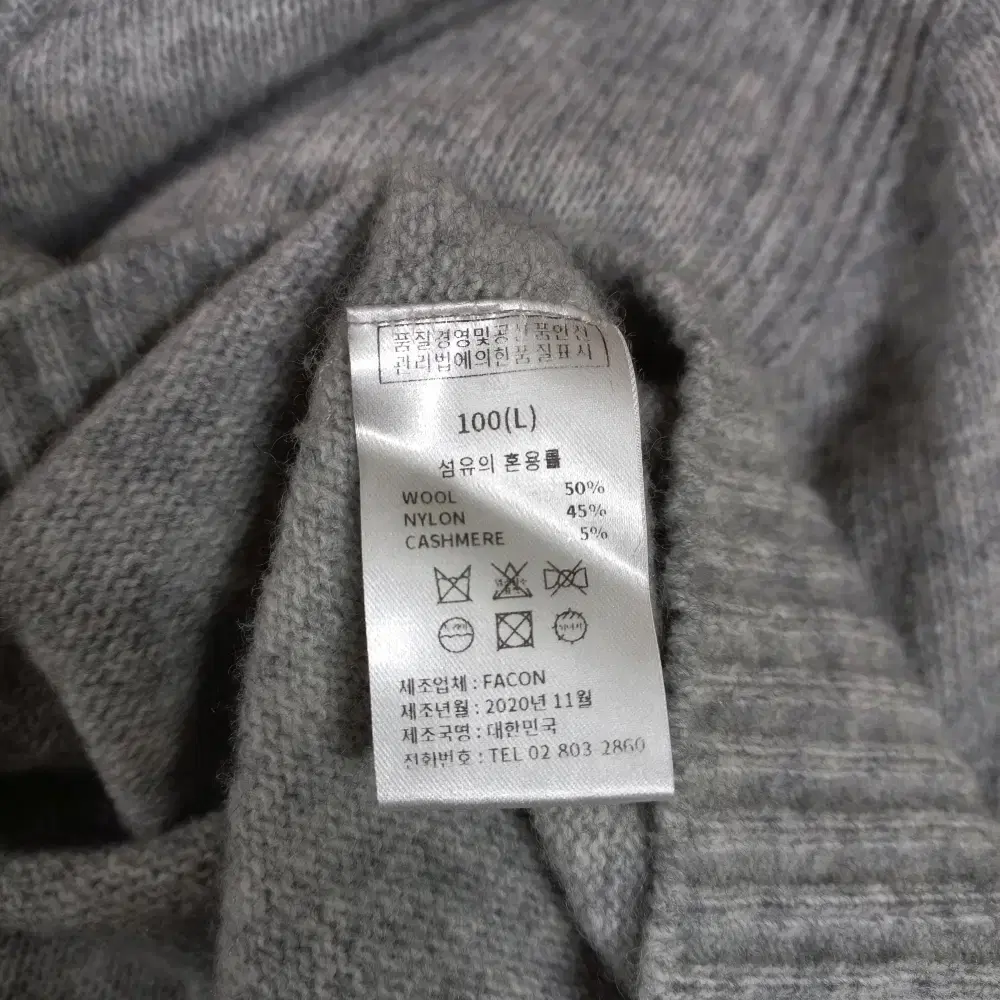 품질경영및공산품안전
관리법에의한품질표시
100(L)
섬유의 혼용률
WOOL 50%
NYLON 45%
CASHMERE 5%
드라이
제조업체 : FACON
제조년월 : 2020년 11월
제조국명 : 대한민국
전화번호 : TEL 02 803-2860